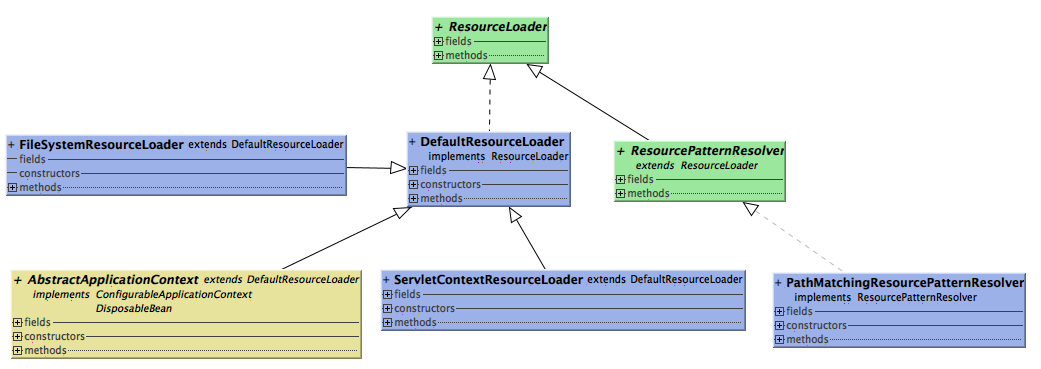 + ResourceLoader
fields
methods
+ FileSystemResourceLoader extends DefaultResourceLoader
fields
constructors
methods
+ DefaultResourceLoader
implements ResourceLoader
fields
constructors
methods
+ ResourcePatternResolver
extends ResourceLoader
fields
methods
+ AbstractApplicationContext extends DefaultResourceLoader
implements ConfigurableApplicationContext
DisposableBean
fields
constructors
methods
+ ServletContextResourceLoader extends DefaultResourceLoader
fields
constructors
methods
+ PathMatchingResourcePatternResolver
implements ResourcePatternResolver
fields
constructors
methods